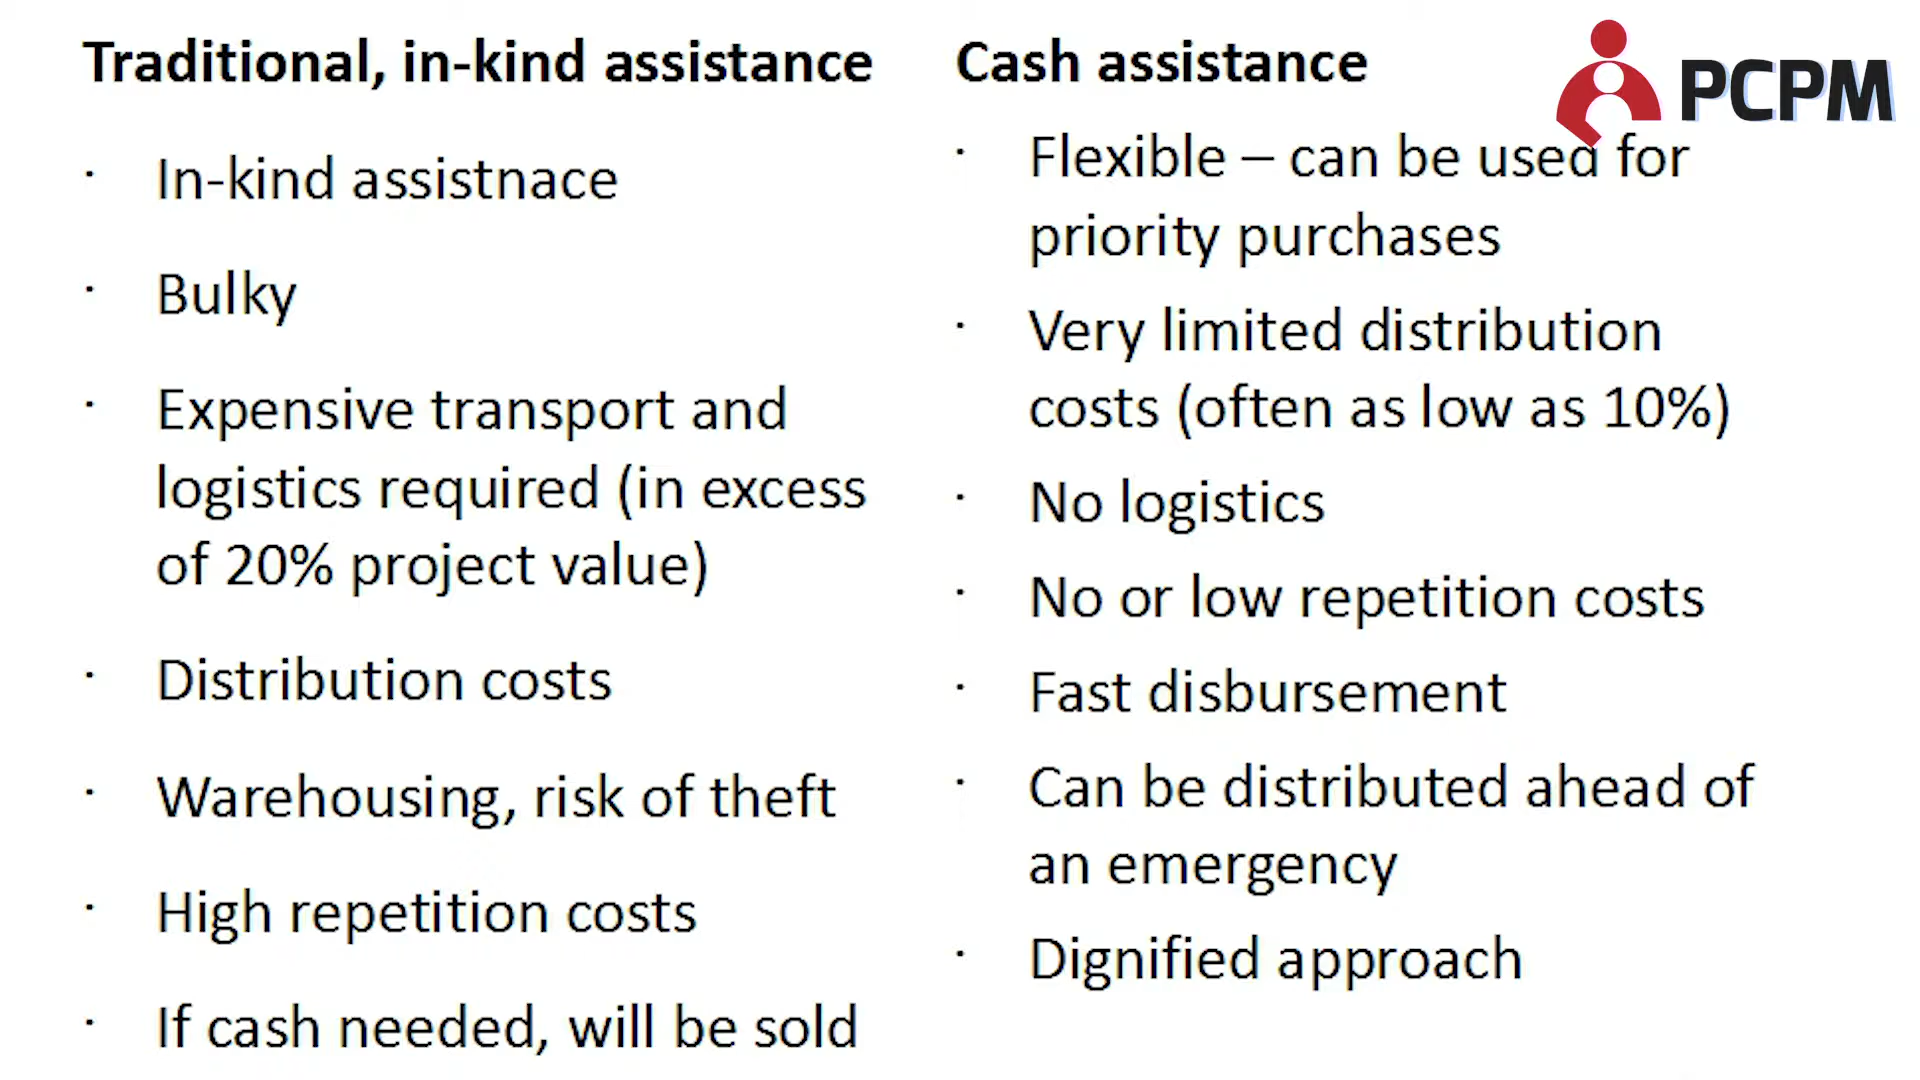 Traditional, in-kind assistance
· In-kind assistnace
· Bulky
· Expensive transport and
logistics required (in excess
of 20% project value)
· Distribution costs
· Warehousing, risk of theft
· High repetition costs
· If cash needed, will be sold
Cash assistance
· Flexible – can be used for
priority purchases
· Very limited distribution
costs (often as low as 10%)
· No logistics
· No or low repetition costs
· Fast disbursement
· Can be distributed ahead of
an emergency
· Dignified approach
PCPM